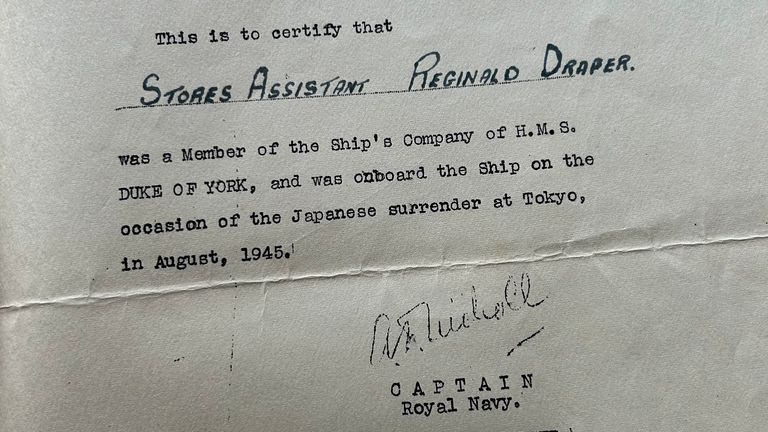 This is to certify that
STORES ASSISTANT REGINALD DRAPER.
was a Member of the Ship's Company of H.M.S.
DUKE OF YORK, and was onboard the Ship on the
occasion of the Japanese surrender at Tokyo,
in August, 1945.
CAPTAIN
Royal Navy.